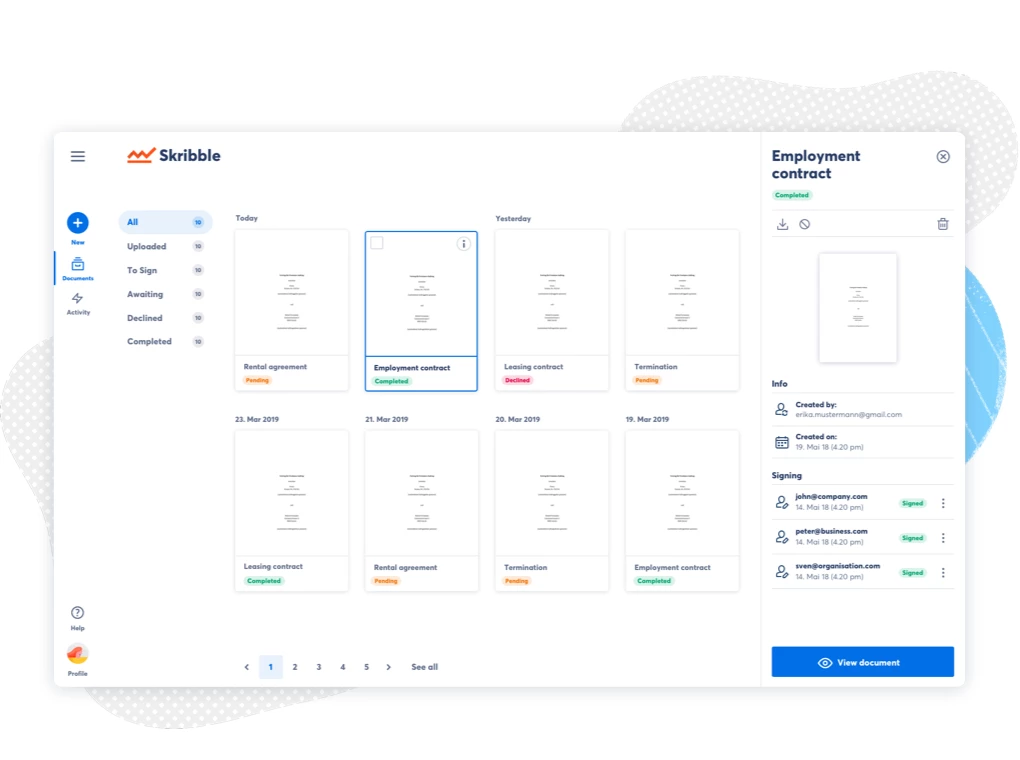 Skribble
New
Documents
Activity
Help
Profile
All 10
Uploaded 10
To Sign 10
Awaiting 10
Declined 10
Completed 10
Today
Yesterday
Rental agreement
Pending
Employment contract
Completed
Leasing contract
Declined
Termination
Pending
23. Mar 2019
21. Mar 2019
20. Mar 2019
19. Mar 2019
Leasing contract
Completed
Rental agreement
Pending
Termination
Pending
Employment contract
Completed
1 2 3 4 5 See all
Employment
contract
Completed
Info
Created by:
erika.mustermann@gmail.com
Created on:
19. Mai 18 (4.20 pm)
Signing
john@company.com
14. Mai 18 (4.20 pm)
Signed
peter@business.com
14. Mai 18 (4.20 pm)
Signed
sven@organisation.com
14. Mai 18 (4.20 pm)
Signed
View document